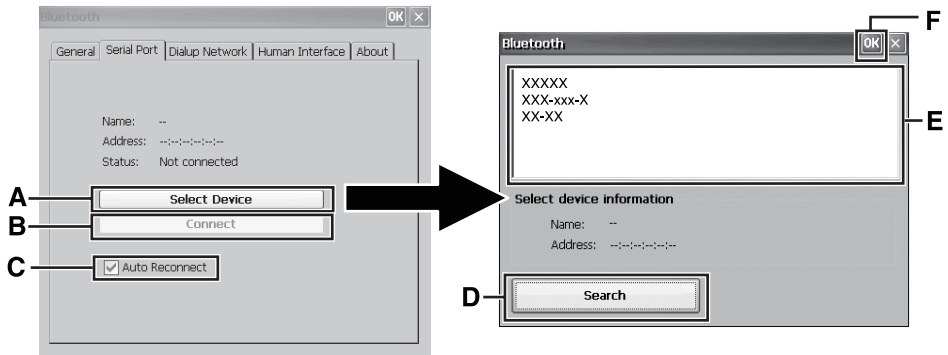 Bluetooth OK ×
General Serial Port Dialup Network Human Interface About
Name: --
Address: --:--:--:--:--:--
Status: Not connected
A Select Device
B Connect
C Auto Reconnect
F
Bluetooth OK ×
XXXXX
XXX-xxx-X
XX-XX
E
Select device information
Name: --
Address: --:--:--:--:--:--
D Search